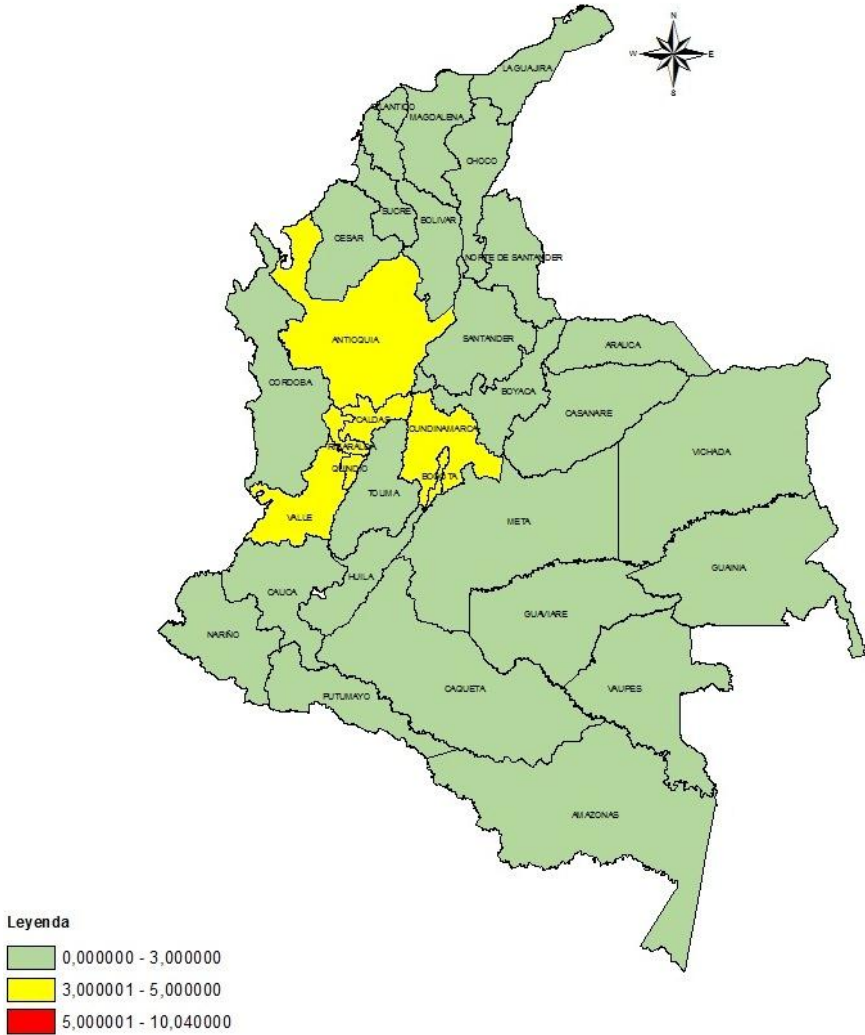 N
W
E
S
LA GUAJIRA
MAGDALENA
CHOCO
SUCRE
BOLIVAR
CESAR
NORTE DE SANTANDER
ANTIOQUIA
SANTANDER
ARAUCA
CORDOBA
BOYACA
CASANARE
CALDAS
CUNDINAMARCA
VICHADA
RISARALDA
QUINDIO
BOGOTA
TOLIMA
VALLE
META
GUAINIA
HUILA
CAUCA
GUAVIARE
NARIÑO
CAQUETA
VAUPES
PUTUMAYO
AMAZONAS
Leyenda
0,000000 - 3,000000
3,000001 - 5,000000
5,000001 - 10,040000